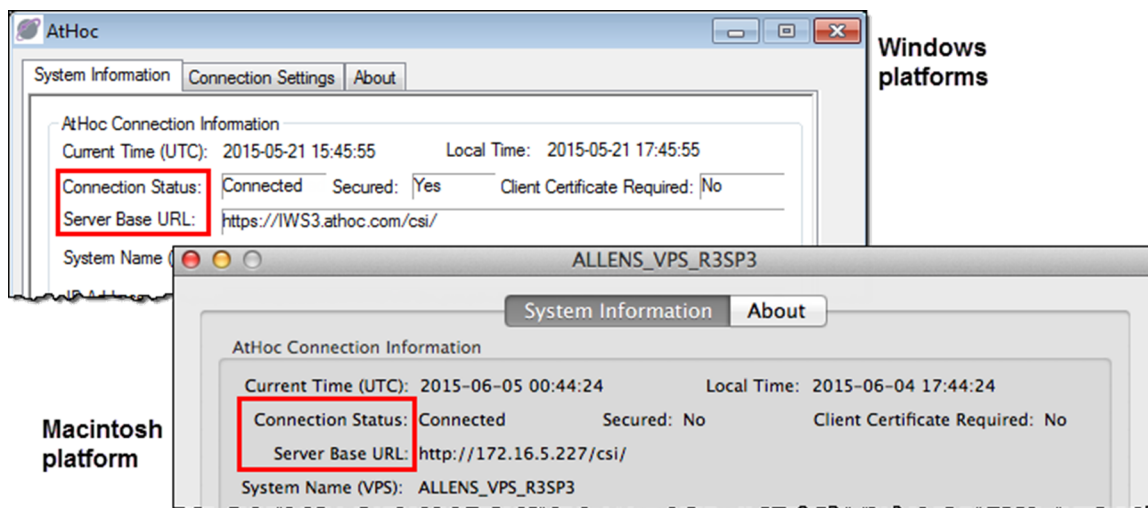 AtHoc
Windows
platforms
System Information Connection Settings About
AtHoc Connection Information
Current Time (UTC): 2015-05-21 15:45:55 Local Time: 2015-05-21 17:45:55
Connection Status: Connected Secured: Yes Client Certificate Required: No
Server Base URL: https://IWS3.athoc.com/csi/
System Name (
ALLENS_VPS_R3SP3
System Information About
AtHoc Connection Information
Current Time (UTC): 2015-06-05 00:44:24 Local Time: 2015-06-04 17:44:24
Connection Status: Connected Secured: No Client Certificate Required: No
Macintosh
platform
Server Base URL: http://172.16.5.227/csi/
System Name (VPS): ALLENS_VPS_R3SP3